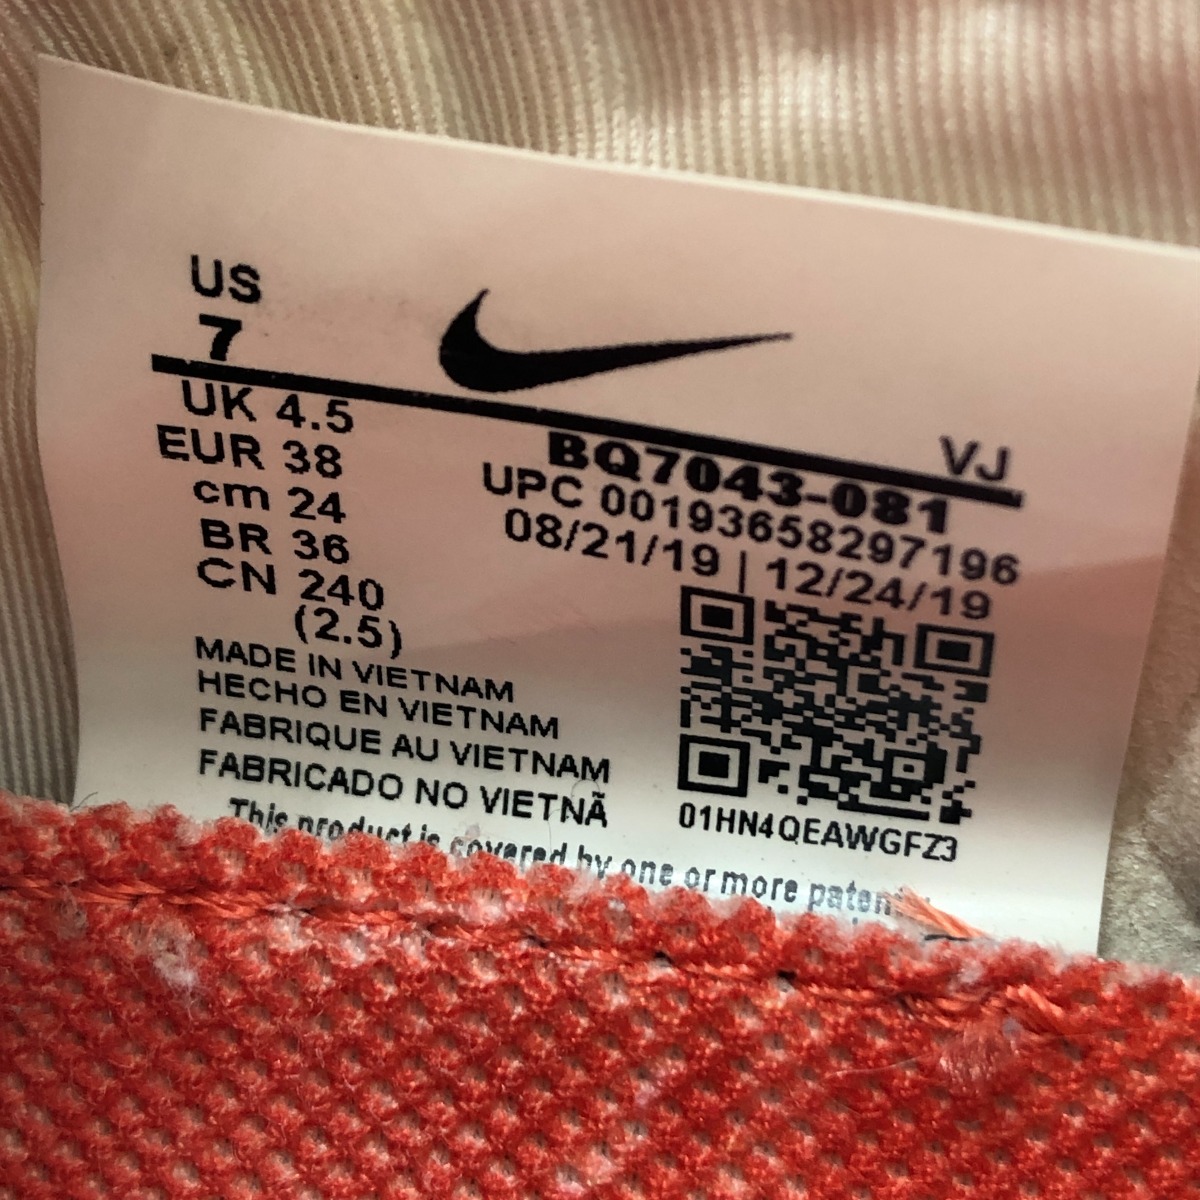 US
7
UK 4.5
EUR 38
cm 24
BR 36
CN 240
(2.5)
VJ
BQ7043-081
UPC 00193658297196
08/21/19 | 12/24/19
01HN4QEAWGFZ3
MADE IN VIETNAM
HECHO EN VIETNAM
FABRIQUE AU VIETNAM
FABRICADO NO VIETNÃ
This product is covered by one or more